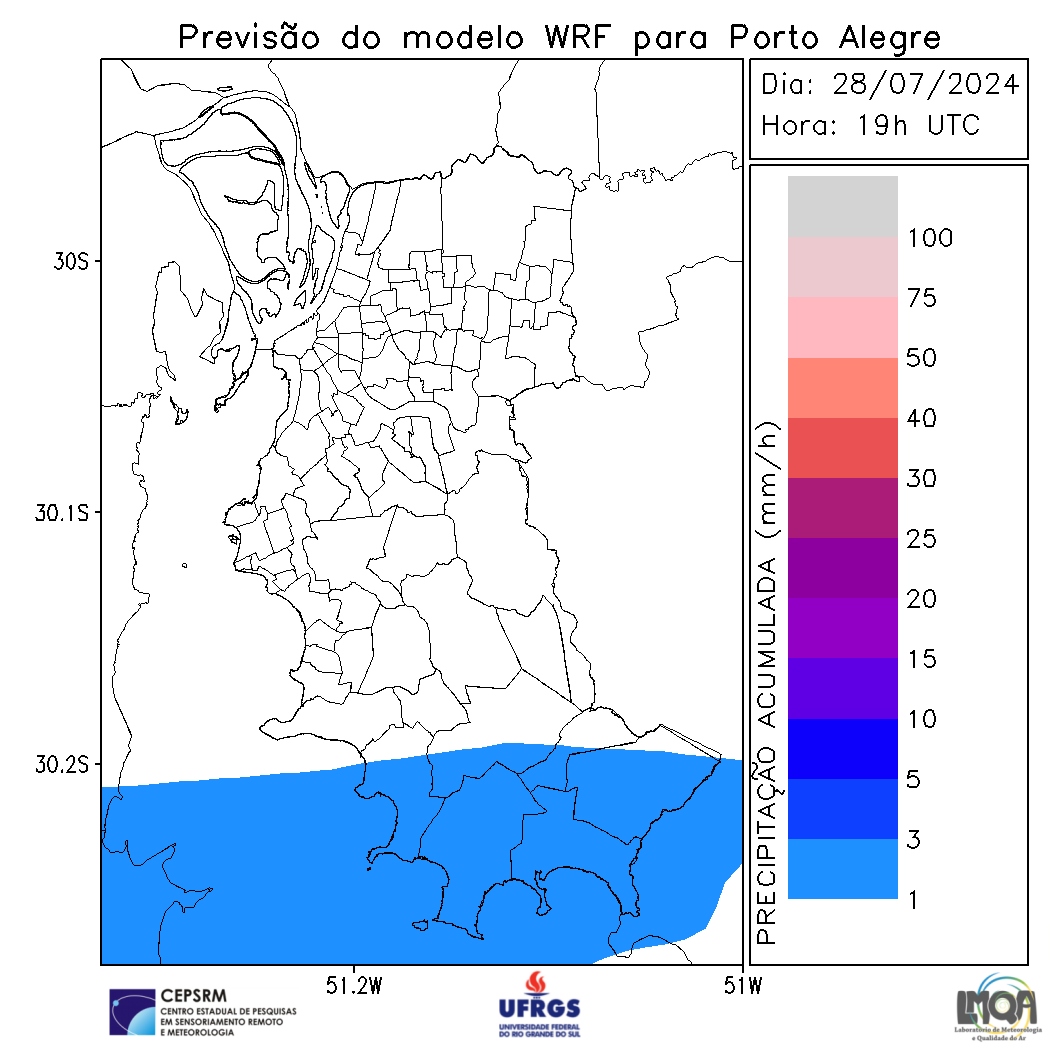 Previsão do modelo WRF para Porto Alegre
Dia: 28/07/2024
Hora: 19h UTC
30S
30.1S
30.2S
51.2W
51W
PRECIPITAÇÃO ACUMULADA (mm/h)
100
75
50
40
30
25
20
15
10
5
3
1
CEPSRM
CENTRO ESTADUAL DE PESQUISAS
EM SENSORIAMENTO REMOTO
E METEOROLOGIA
UFRGS
UNIVERSIDADE FEDERAL
DO RIO GRANDE DO SUL
LMQA
Laboratório de Meteorologia
e Qualidade do Ar